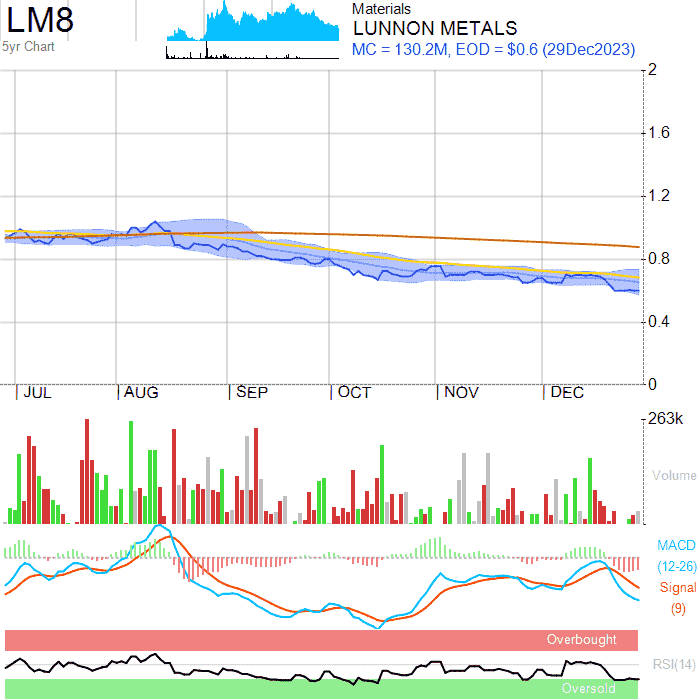 LM8
5yr Chart
Materials
LUNNON METALS
MC = 130.2M, EOD = $0.6 (29Dec2023)
2
1.6
1.2
0.8
0.4
0
JUL AUG SEP OCT NOV DEC
263k
Volume
MACD
(12-26)
Signal
(9)
Overbought
RSI(14)
Oversold